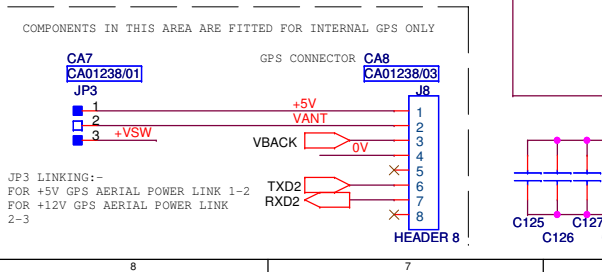 COMPONENTS IN THIS AREA ARE FITTED FOR INTERNAL GPS ONLY
CA7
CA01238/01
JP3
GPS CONNECTOR
CA8
CA01238/03
J8
1
2
3
+5V
VANT
+VSW
VBACK
0V
TXD2
RXD2
1
2
3
4
5
6
7
8
HEADER 8
JP3 LINKING:-
FOR +5V GPS AERIAL POWER LINK 1-2
FOR +12V GPS AERIAL POWER LINK
2-3
C125
C126
C127
8
7